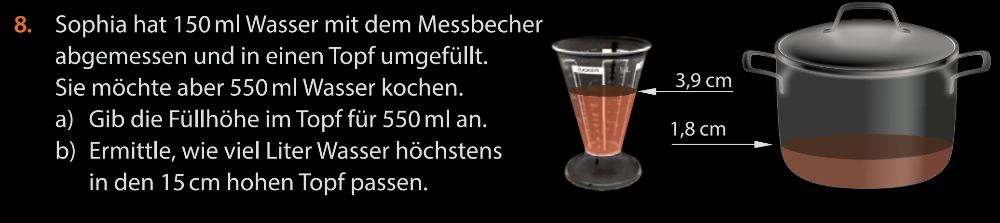 8. Sophia hat 150 ml Wasser mit dem Messbecher
abgemessen und in einen Topf umgefüllt.
Sie möchte aber 550 ml Wasser kochen.
a) Gib die Füllhöhe im Topf für 550 ml an.
b) Ermittle, wie viel Liter Wasser höchstens
in den 15 cm hohen Topf passen.
ZUCKER
3,9 cm
1,8 cm